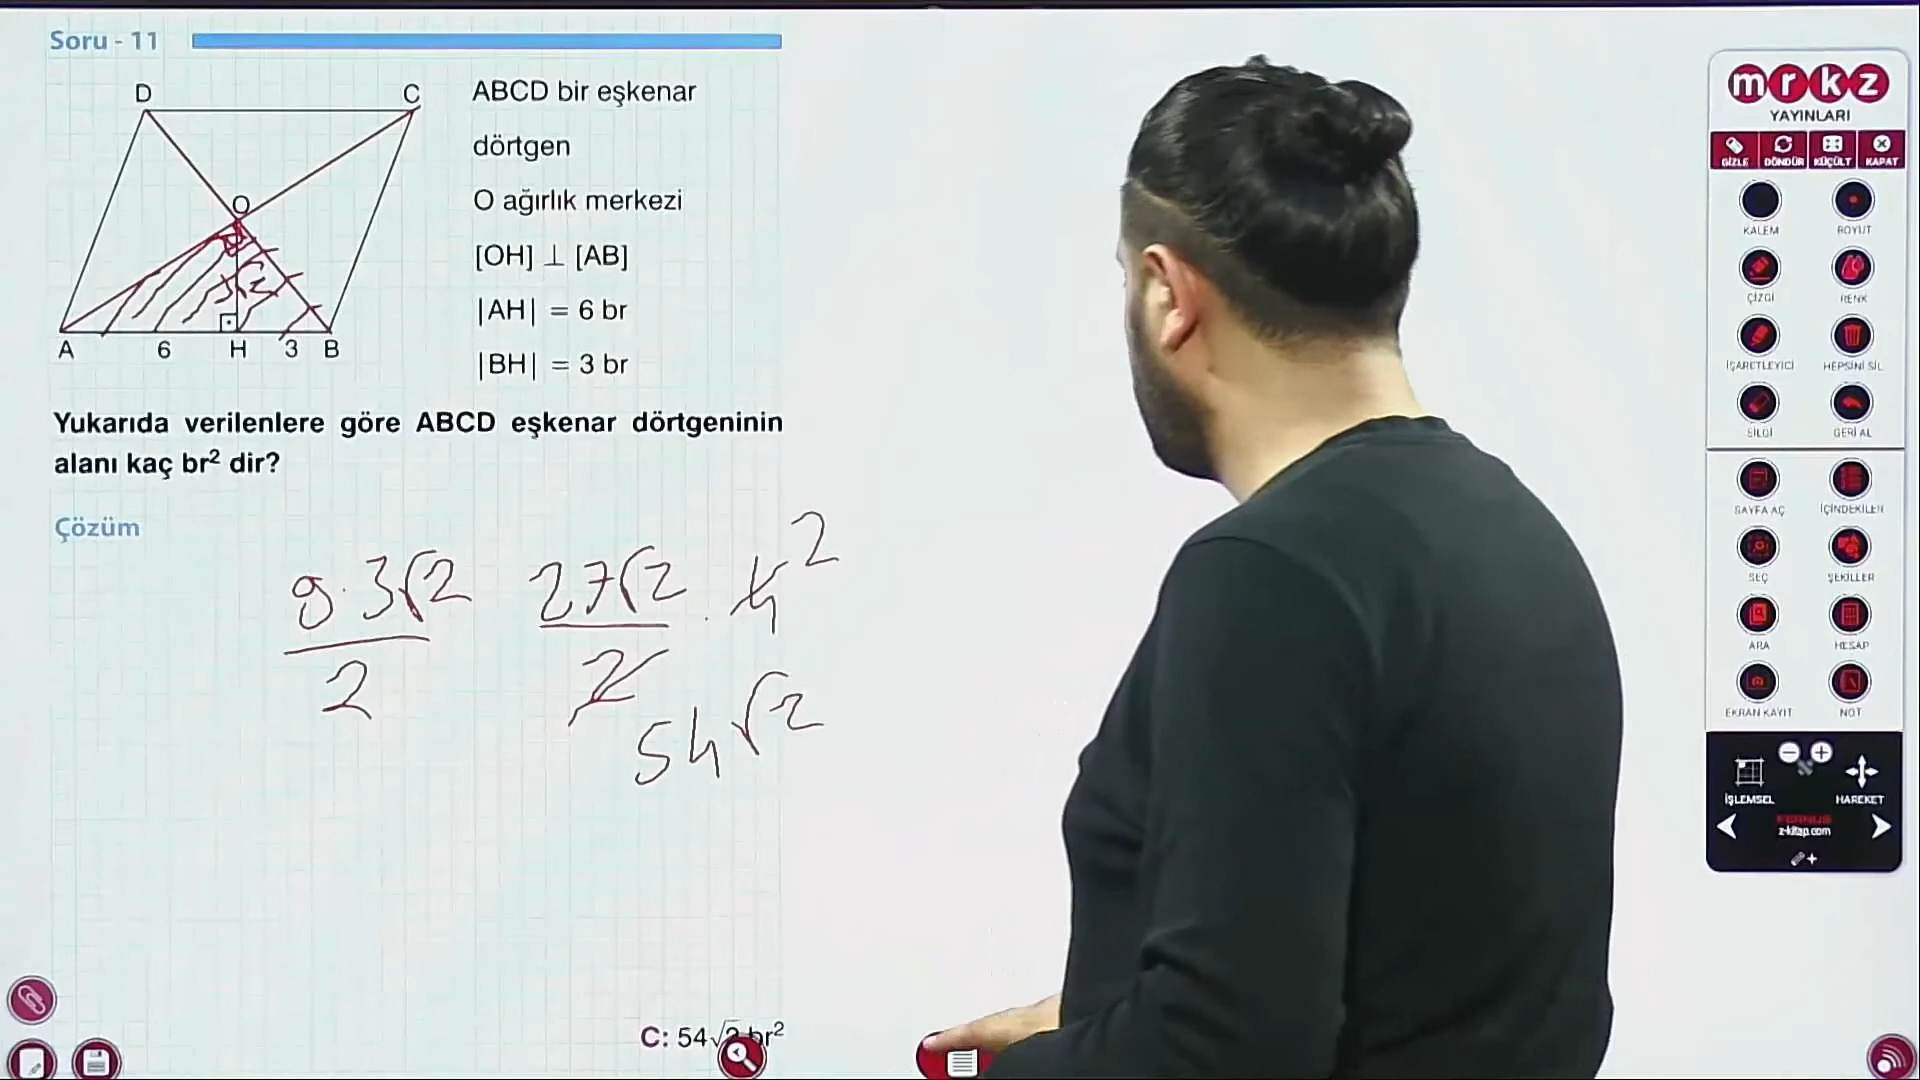 Soru - 11
D
C
O
3√2
A
6
H
3
B
ABCD bir eşkenar
dörtgen
O ağırlık merkezi
[OH] ⊥ [AB]
|AH| = 6 br
|BH| = 3 br
Yukarıda verilenlere göre ABCD eşkenar dörtgeninin
alanı kaç br² dir?
Çözüm
9·3√2
2
27√2 . 4 2
2
54√2
C: 54√2 br²
mrkz
YAYINLARI
GİZLE DÖNDÜR KÜÇÜLT KAPAT
KALEM BOYUT
ÇİZGİ RENK
İŞARETLEYİCİ HEPSİNİ SİL
SİLGİ GERİ AL
SAYFA AÇ İÇİNDEKİLER
SEÇ ŞEKİLLER
ARA HESAP
EKRAN KAYIT NOT
İŞLEMSEL HAREKET
FERNUS
z-kitap.com